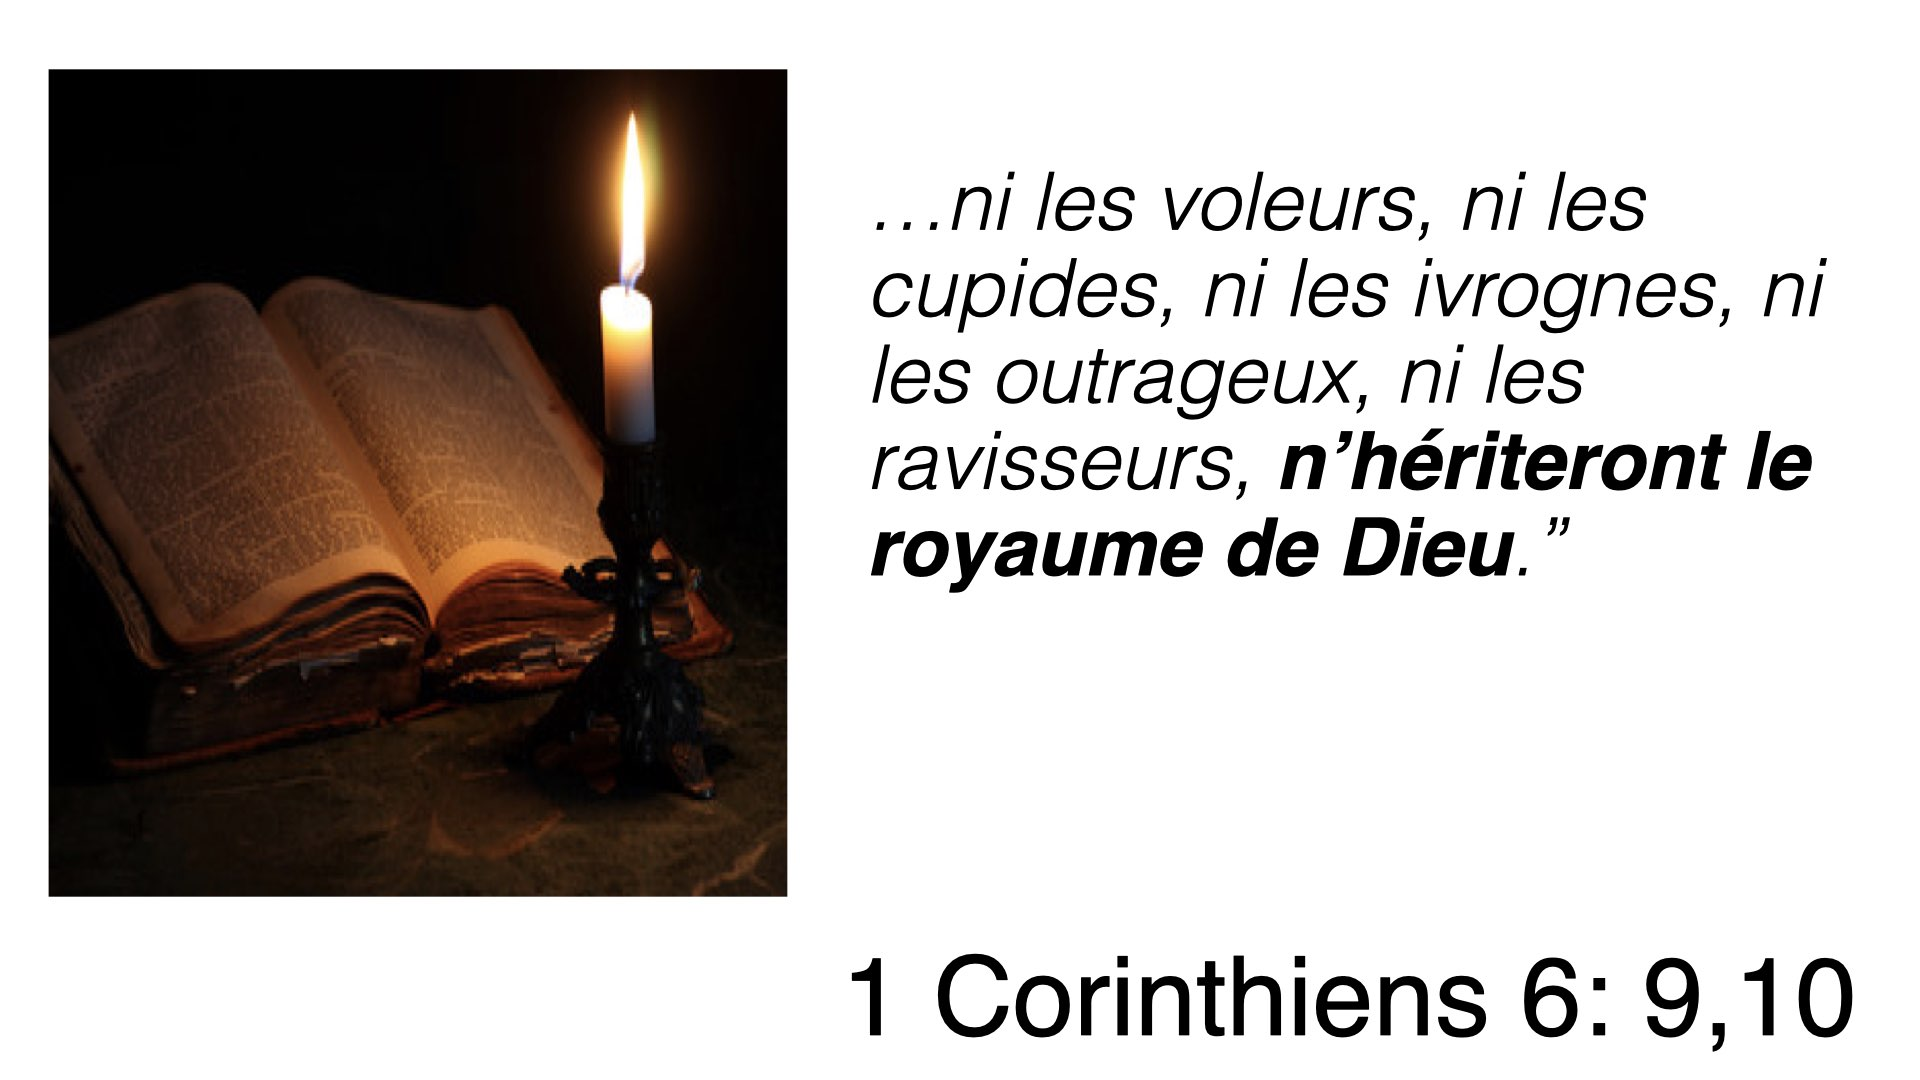 …ni les voleurs, ni les
cupides, ni les ivrognes, ni
les outrageux, ni les
ravisseurs, n’hériteront le
royaume de Dieu.”
1 Corinthiens 6: 9,10